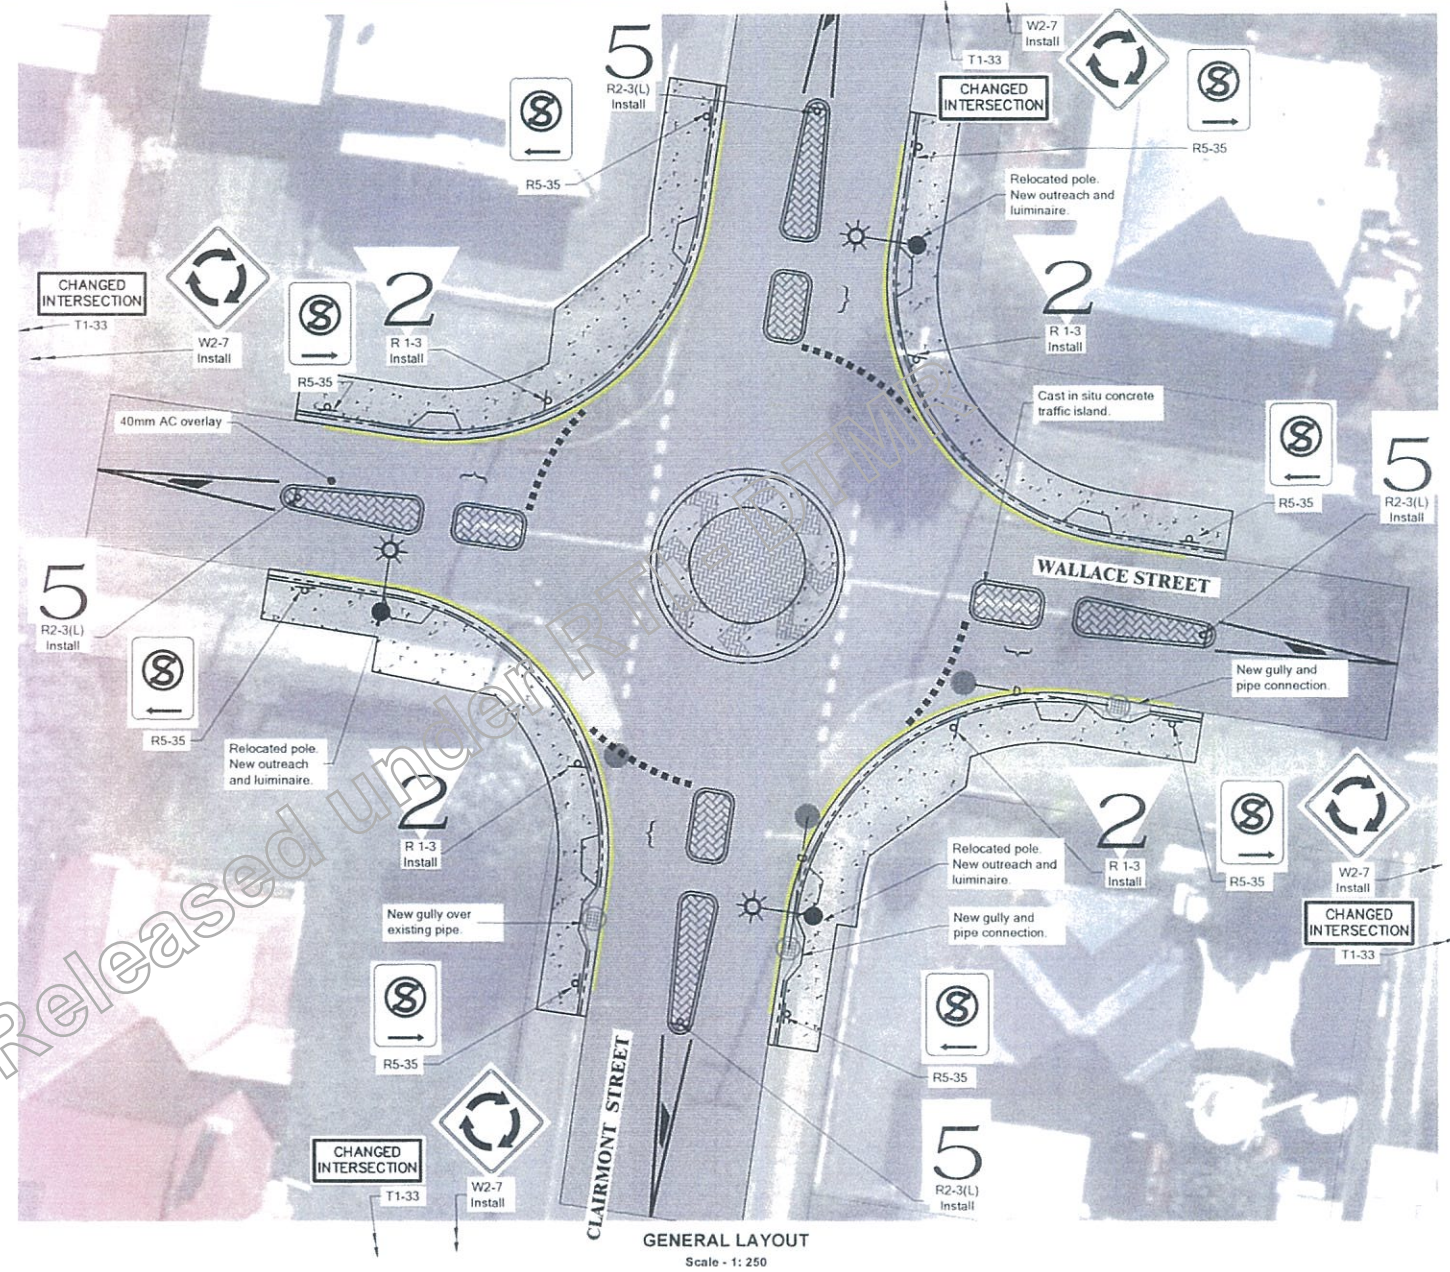 W2-7
Install
5
R2-3(L)
Install
T1-33
CHANGED
INTERSECTION
S
S
R5-35
R5-35
Relocated pole.
New outreach and
luiminaire.
CHANGED
INTERSECTION
T1-33
W2-7
Install
S
R5-35
2
R 1-3
Install
2
R 1-3
Install
40mm AC overlay
Cast in situ concrete
traffic island.
S
R5-35
5
R2-3(L)
Install
WALLACE STREET
5
R2-3(L)
Install
S
R5-35
New gully and
pipe connection.
Relocated pole.
New outreach
and luiminaire.
2
R 1-3
Install
2
R 1-3
Install
S
R5-35
W2-7
Install
CHANGED
INTERSECTION
T1-33
Relocated pole.
New outreach and
luiminaire.
New gully over
existing pipe.
New gully and
pipe connection.
S
R5-35
S
R5-35
CLAIRMONT STREET
CHANGED
INTERSECTION
T1-33
W2-7
Install
5
R2-3(L)
Install
Released under RTI - DTMR
GENERAL LAYOUT
Scale - 1: 250